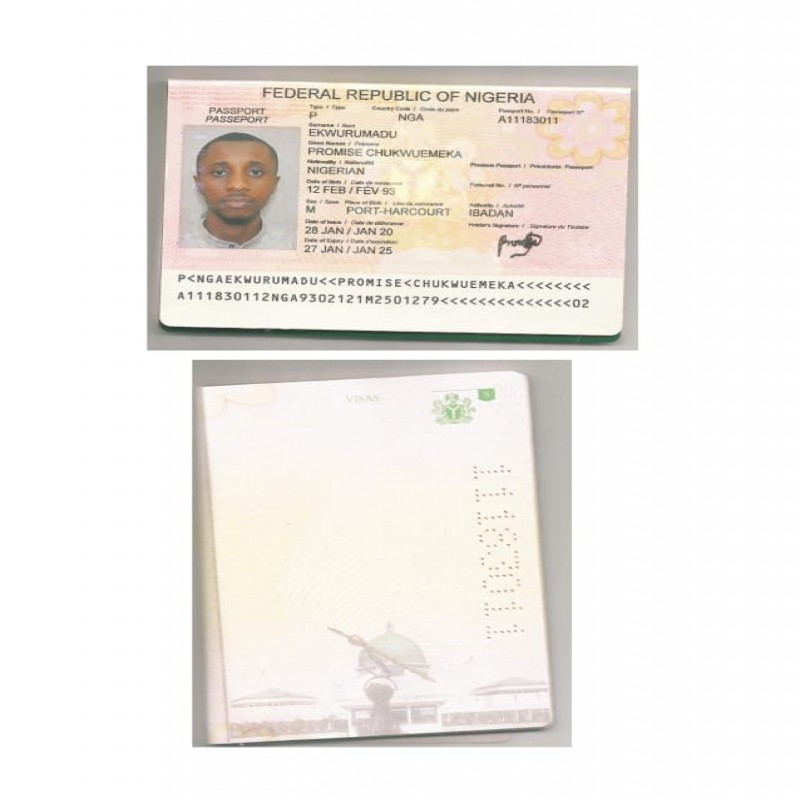 FEDERAL REPUBLIC OF NIGERIA
PASSPORT
PASSEPORT
Type / Type
Country Code / Code du pays
Passport No. / Passeport N°
P
NGA
A11183011
Surname / Nom
EKWURUMADU
Given Names / Prénoms
PROMISE CHUKWUEMEKA
Nationality / Nationalité
Previous Passport / Précédents Passeport
NIGERIAN
Date of Birth / Date de naissance
Personal No. / N° personnel
12 FEB / FÉV 93
Sex / Sexe
Place of Birth / Lieu de naissance
Authority / Autorité
M
PORT-HARCOURT
IBADAN
Date of Issue / Date de délivrance
Holder's Signature / Signature du Titulaire
28 JAN / JAN 20
Date of Expiry / Date d'expiration
27 JAN / JAN 25
P<NGAEKWURUMADU<<PROMISE<CHUKWUEMEKA<<<<<<<<
A111830112NGA9302121M2501279<<<<<<<<<<<<<<02
VISAS